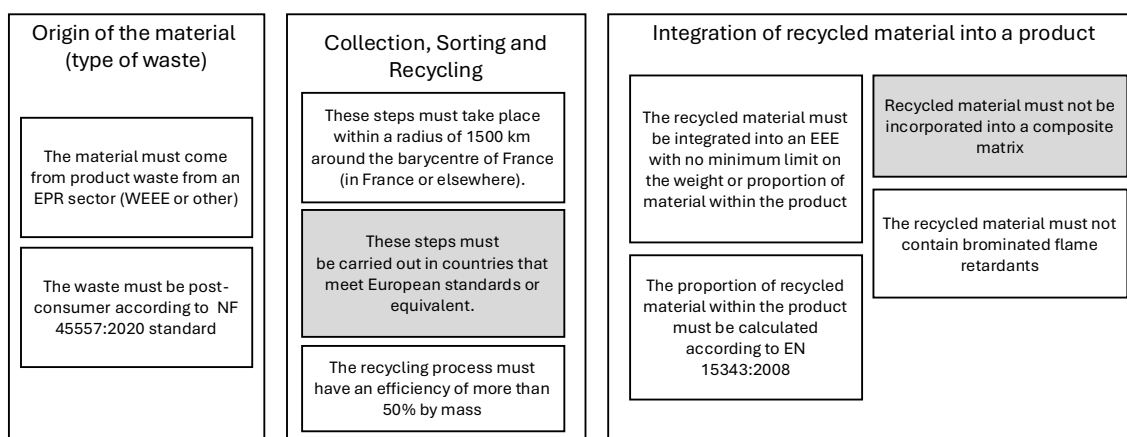 Origin of the material
(type of waste)
The material must come
from product waste from an
EPR sector (WEEE or other)
The waste must be post-
consumer according to  NF
45557:2020 standard
Collection, Sorting and
Recycling
These steps must take place
within a radius of 1500 km
around the barycentre of France
(in France or elsewhere).
These steps must
be carried out in countries that
meet European standards or
equivalent.
The recycling process must
have an efficiency of more than
50% by mass
Integration of recycled material into a product
The recycled material must
be integrated into an EEE
with no minimum limit on
the weight or proportion of
material within the product
The proportion of recycled
material within the product
must be calculated
according to EN
15343:2008
Recycled material must not be
incorporated into a composite
matrix
The recycled material must not
contain brominated flame
retardants